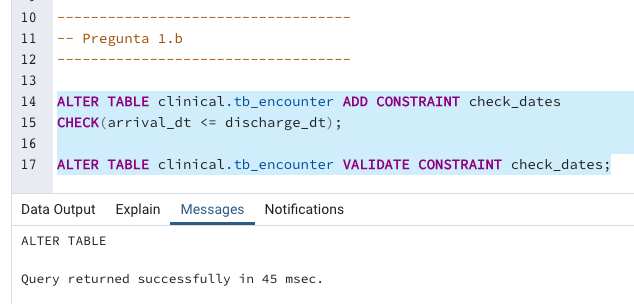 10 -----------------------------------
11 -- Pregunta 1.b
12 -----------------------------------
13
14 ALTER TABLE clinical.tb_encounter ADD CONSTRAINT check_dates
15 CHECK(arrival_dt <= discharge_dt);
16
17 ALTER TABLE clinical.tb_encounter VALIDATE CONSTRAINT check_dates;
Data Output Explain Messages Notifications
ALTER TABLE
Query returned successfully in 45 msec.